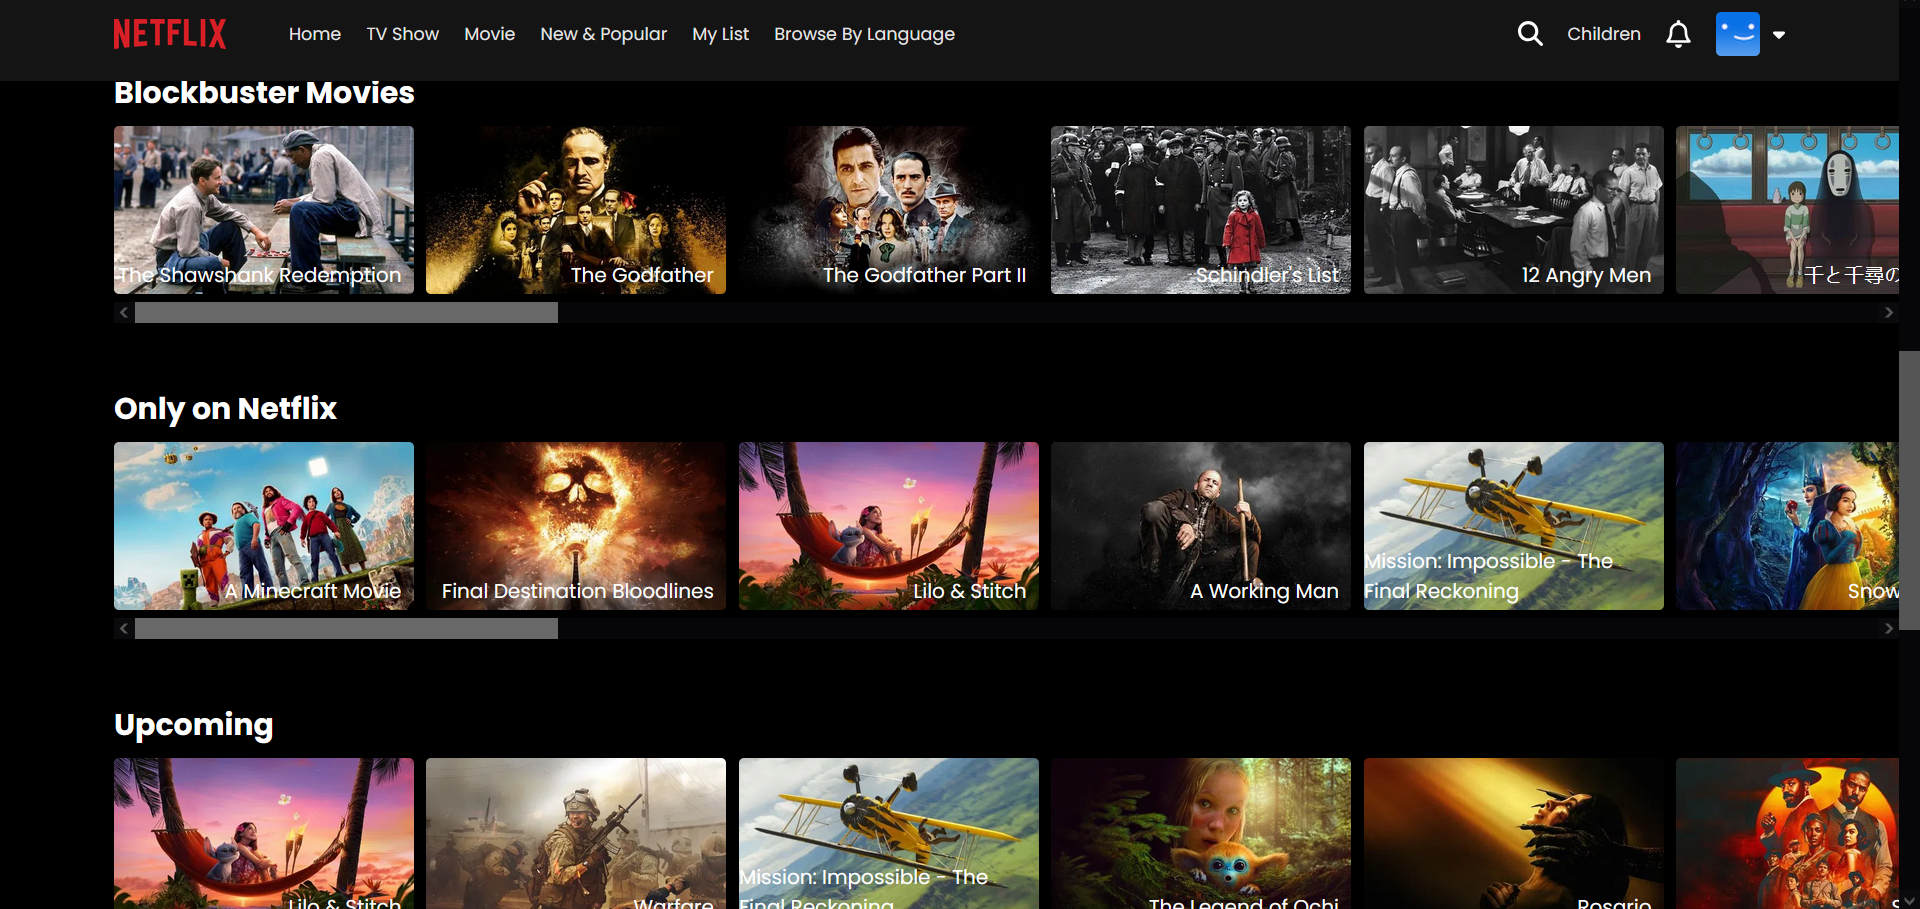 NETFLIX
Home TV Show Movie New & Popular My List Browse By Language
Children
Blockbuster Movies
The Shawshank Redemption
The Godfather
The Godfather Part II
Schindler's List
12 Angry Men
千と千尋の
Only on Netflix
A Minecraft Movie
Final Destination Bloodlines
Lilo & Stitch
A Working Man
Mission: Impossible - The
Final Reckoning
Snow
Upcoming
Lilo & Stitch
Warfare
Mission: Impossible - The
Final Reckoning
The Legend of Ochi
Rosario